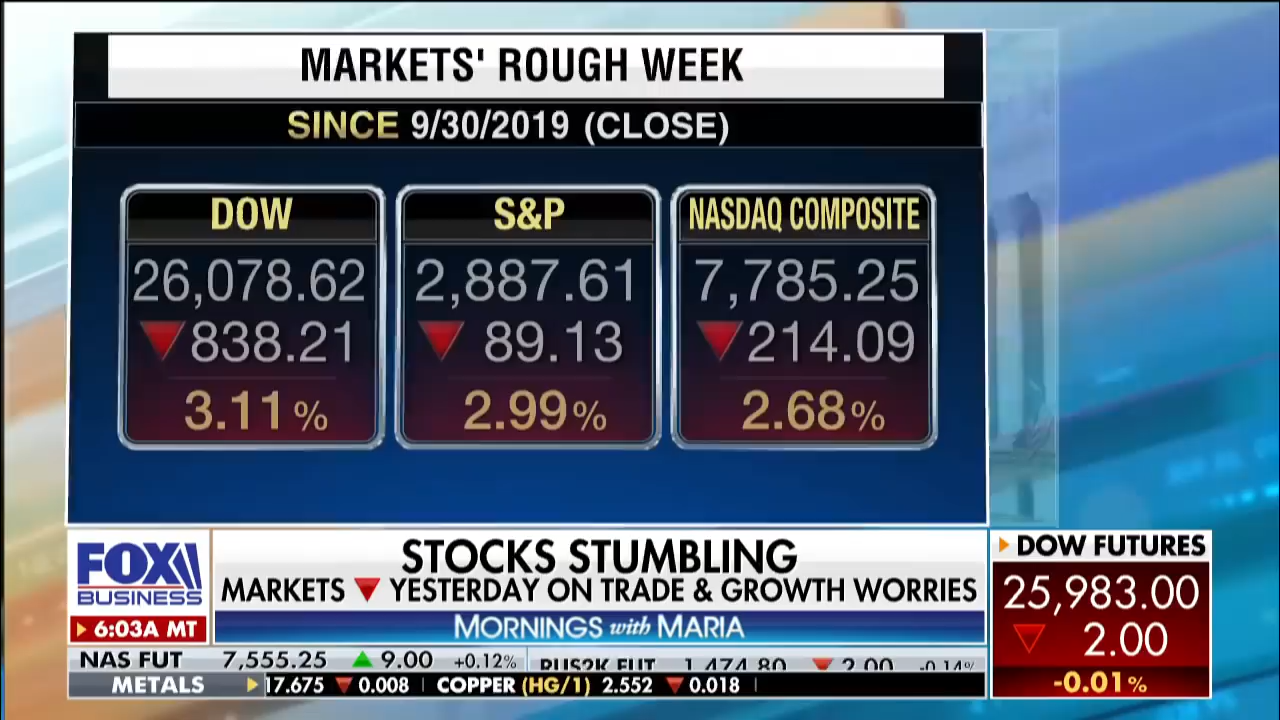 MARKETS' ROUGH WEEK
SINCE 9/30/2019 (CLOSE)
DOW
26,078.62
▼838.21
3.11%
S&P
2,887.61
▼ 89.13
2.99%
NASDAQ COMPOSITE
7,785.25
▼214.09
2.68%
FOX BUSINESS
6:03A MT
STOCKS STUMBLING
MARKETS ▼ YESTERDAY ON TRADE & GROWTH WORRIES
MORNINGS with MARIA
DOW FUTURES
25,983.00
▼ 2.00
-0.01%
NAS FUT 7,555.25 ▲ 9.00 +0.12% RUS2K FUT 1,474.80 ▼ 2.00 -0.14%
METALS 17.675 ▼ 0.008 COPPER (HG/1) 2.552 ▼ 0.018